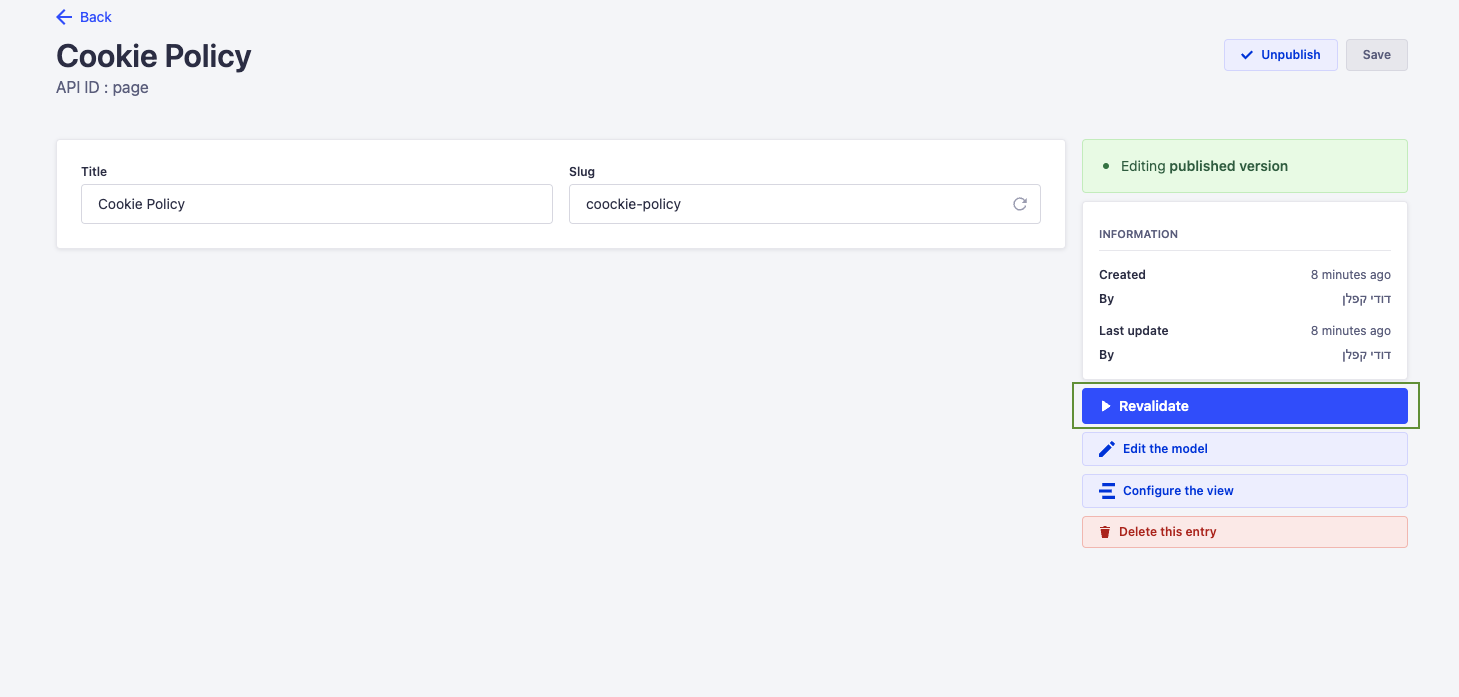 Back
Cookie Policy
API ID : page
Unpublish
Save
Title
Cookie Policy
Slug
coockie-policy
Editing published version
INFORMATION
Created 8 minutes ago
By דודי קפלן
Last update 8 minutes ago
By דודי קפלן
Revalidate
Edit the model
Configure the view
Delete this entry